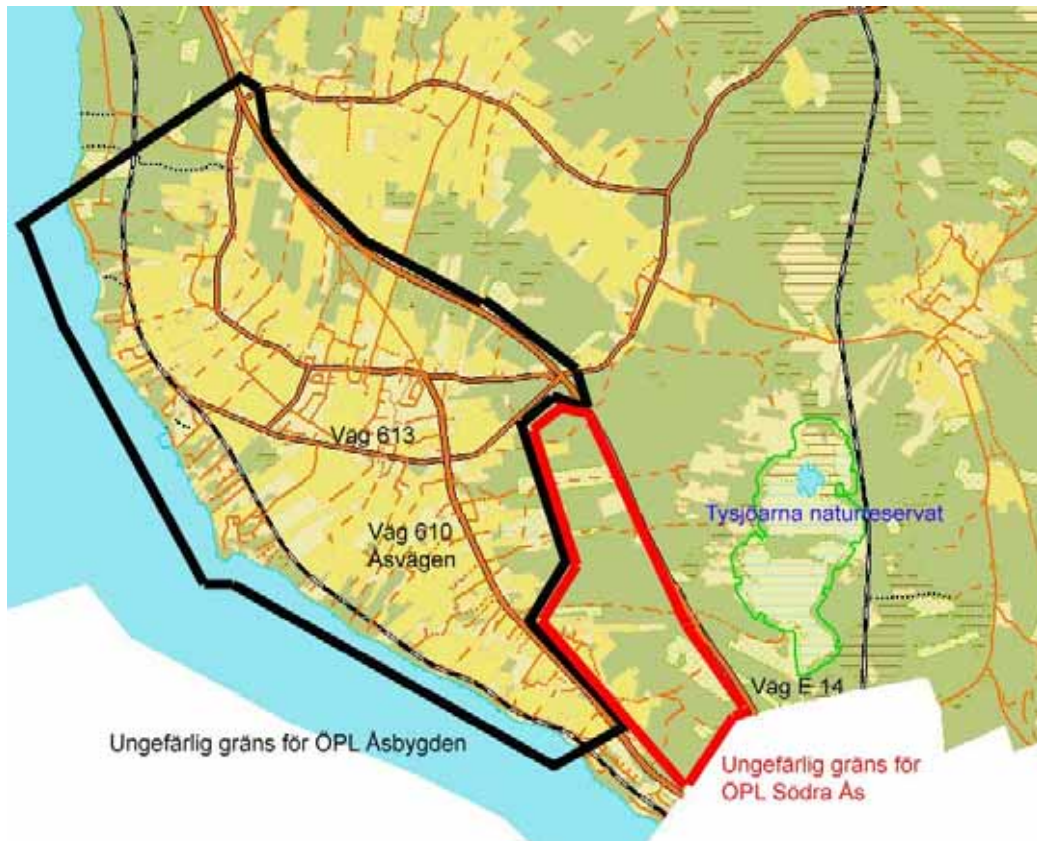 Väg 613
Tysjöarna naturreservat
Väg 610
Åsvägen
Väg E 14
Ungefärlig gräns för ÖPL Åsbygden
Ungefärlig gräns för
ÖPL Södra Ås